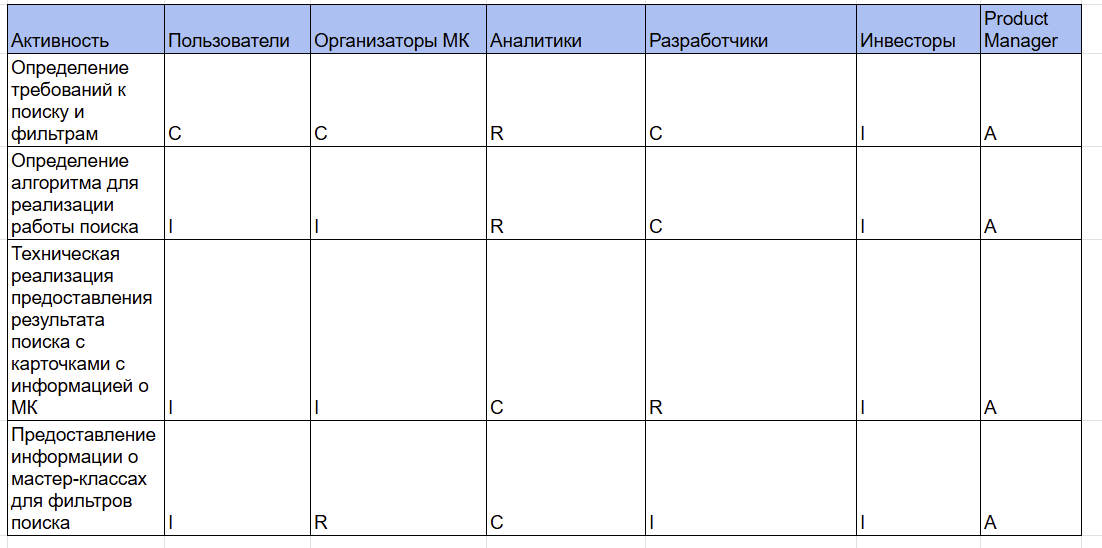 Product
Активность Пользователи Организаторы МК Аналитики Разработчики Инвесторы Manager
Определение
требований к
поиску и
фильтрам C C R C I A
Определение
алгоритма для
реализации
работы поиска I I R C I A
Техническая
реализация
предоставления
результата
поиска с
карточками с
информацией о
МК I I C R I A
Предоставление
информации о
мастер-классах
для фильтров
поиска I R C I I A